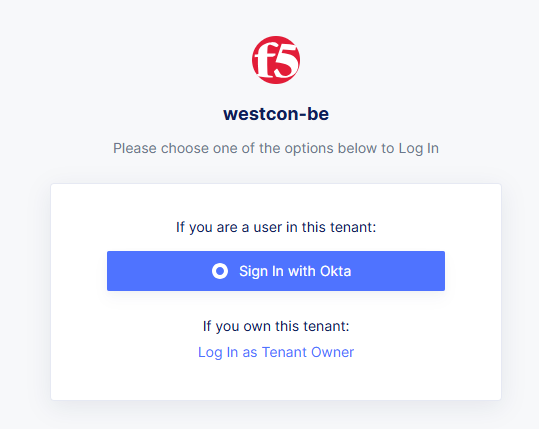 f5
westcon-be
Please choose one of the options below to Log In
If you are a user in this tenant:
Sign In with Okta
If you own this tenant:
Log In as Tenant Owner